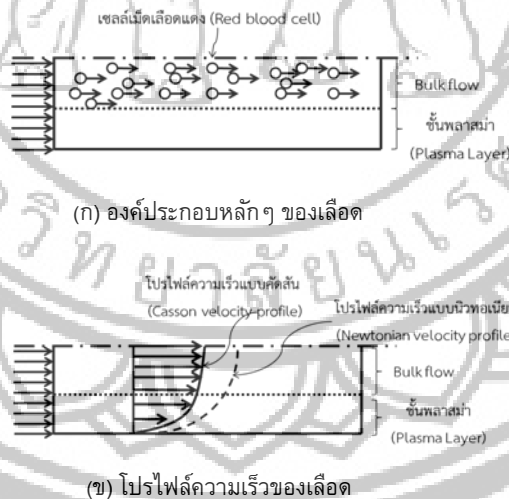 เซลล์เม็ดเลือดแดง (Red blood cell)
Bulk flow
ชั้นพลาสม่า
(Plasma Layer)
(ก) องค์ประกอบหลักๆ ของเลือด
โปรไฟล์ความเร็วแบบคัดสัน
(Casson velocity profile)
โปรไฟล์ความเร็วแบบนิวทอเนีย
(Newtonian velocity profile
Bulk flow
ชั้นพลาสม่า
(Plasma Layer)
(ข) โปรไฟล์ความเร็วของเลือด